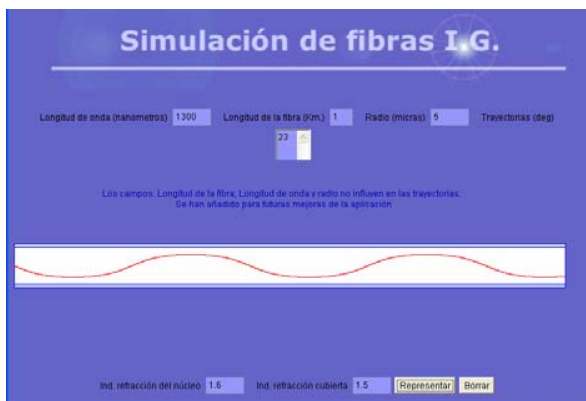 Simulación de fibras I.G.
Longitud de onda (nanometros) 1300 Longitud de la fibra (Km.) 1 Radio (micras) 5 Trayectorias (deg)
23
Los campos: Longitud de la fibra, Longitud de onda y radio no influyen en las trayectorias.
Se han añadido para futuras mejoras de la aplicación
Ind. refracción del núcleo 1.6 Ind. refracción cubierta 1.5 Representar Borrar